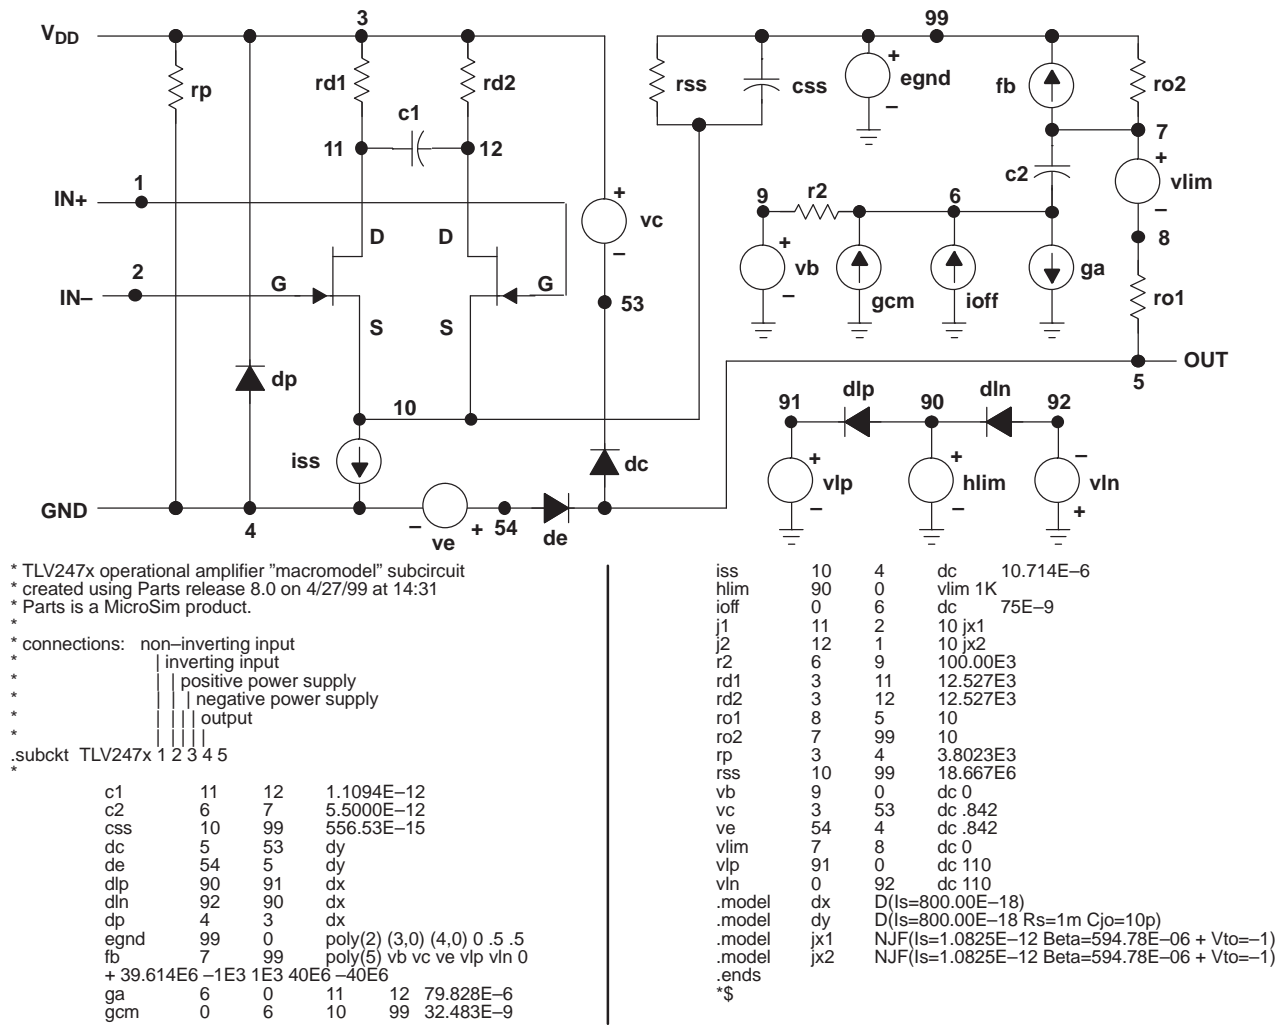 3
99
VDD
rp
rd1
rd2
rss
css
egnd
fb
ro2
c1
11
12
7
1
IN+
c2
vlim
9
r2
6
8
D
D
vc
2
IN–
G
G
vb
gcm
ioff
ga
ro1
53
S
S
OUT
5
dp
10
91
dlp
90
dln
92
iss
dc
vlp
hlim
vln
GND
4
ve
54
de
+
–
* TLV247x operational amplifier ”macromodel” subcircuit
* created using Parts release 8.0 on 4/27/99 at 14:31
* Parts is a MicroSim product.
*
* connections: non–inverting input
* | inverting input
* | | positive power supply
* | | | negative power supply
* | | | | output
* | | | | |
.subckt TLV247x 1 2 3 4 5
*
c1 11 12 1.1094E–12
c2 6 7 5.5000E–12
css 10 99 556.53E–15
dc 5 53 dy
de 54 5 dy
dlp 90 91 dx
dln 92 90 dx
dp 4 3 dx
egnd 99 0 poly(2) (3,0) (4,0) 0 .5 .5
fb 7 99 poly(5) vb vc ve vlp vln 0
+ 39.614E6 –1E3 1E3 40E6 –40E6
ga 6 0 11 12 79.828E–6
gcm 0 6 10 99 32.483E–9
iss 10 4 dc 10.714E–6
hlim 90 0 vlim 1K
ioff 0 6 dc 75E–9
j1 11 2 10 jx1
j2 12 1 10 jx2
r2 6 9 100.00E3
rd1 3 11 12.527E3
rd2 3 12 12.527E3
ro1 8 5 10
ro2 7 99 10
rp 3 4 3.8023E3
rss 10 99 18.667E6
vb 9 0 dc 0
vc 3 53 dc .842
ve 54 4 dc .842
vlim 7 8 dc 0
vlp 91 0 dc 110
vln 0 92 dc 110
.model dx D(Is=800.00E–18)
.model dy D(Is=800.00E–18 Rs=1m Cjo=10p)
.model jx1 NJF(Is=1.0825E–12 Beta=594.78E–06 + Vto=–1)
.model jx2 NJF(Is=1.0825E–12 Beta=594.78E–06 + Vto=–1)
.ends
*$